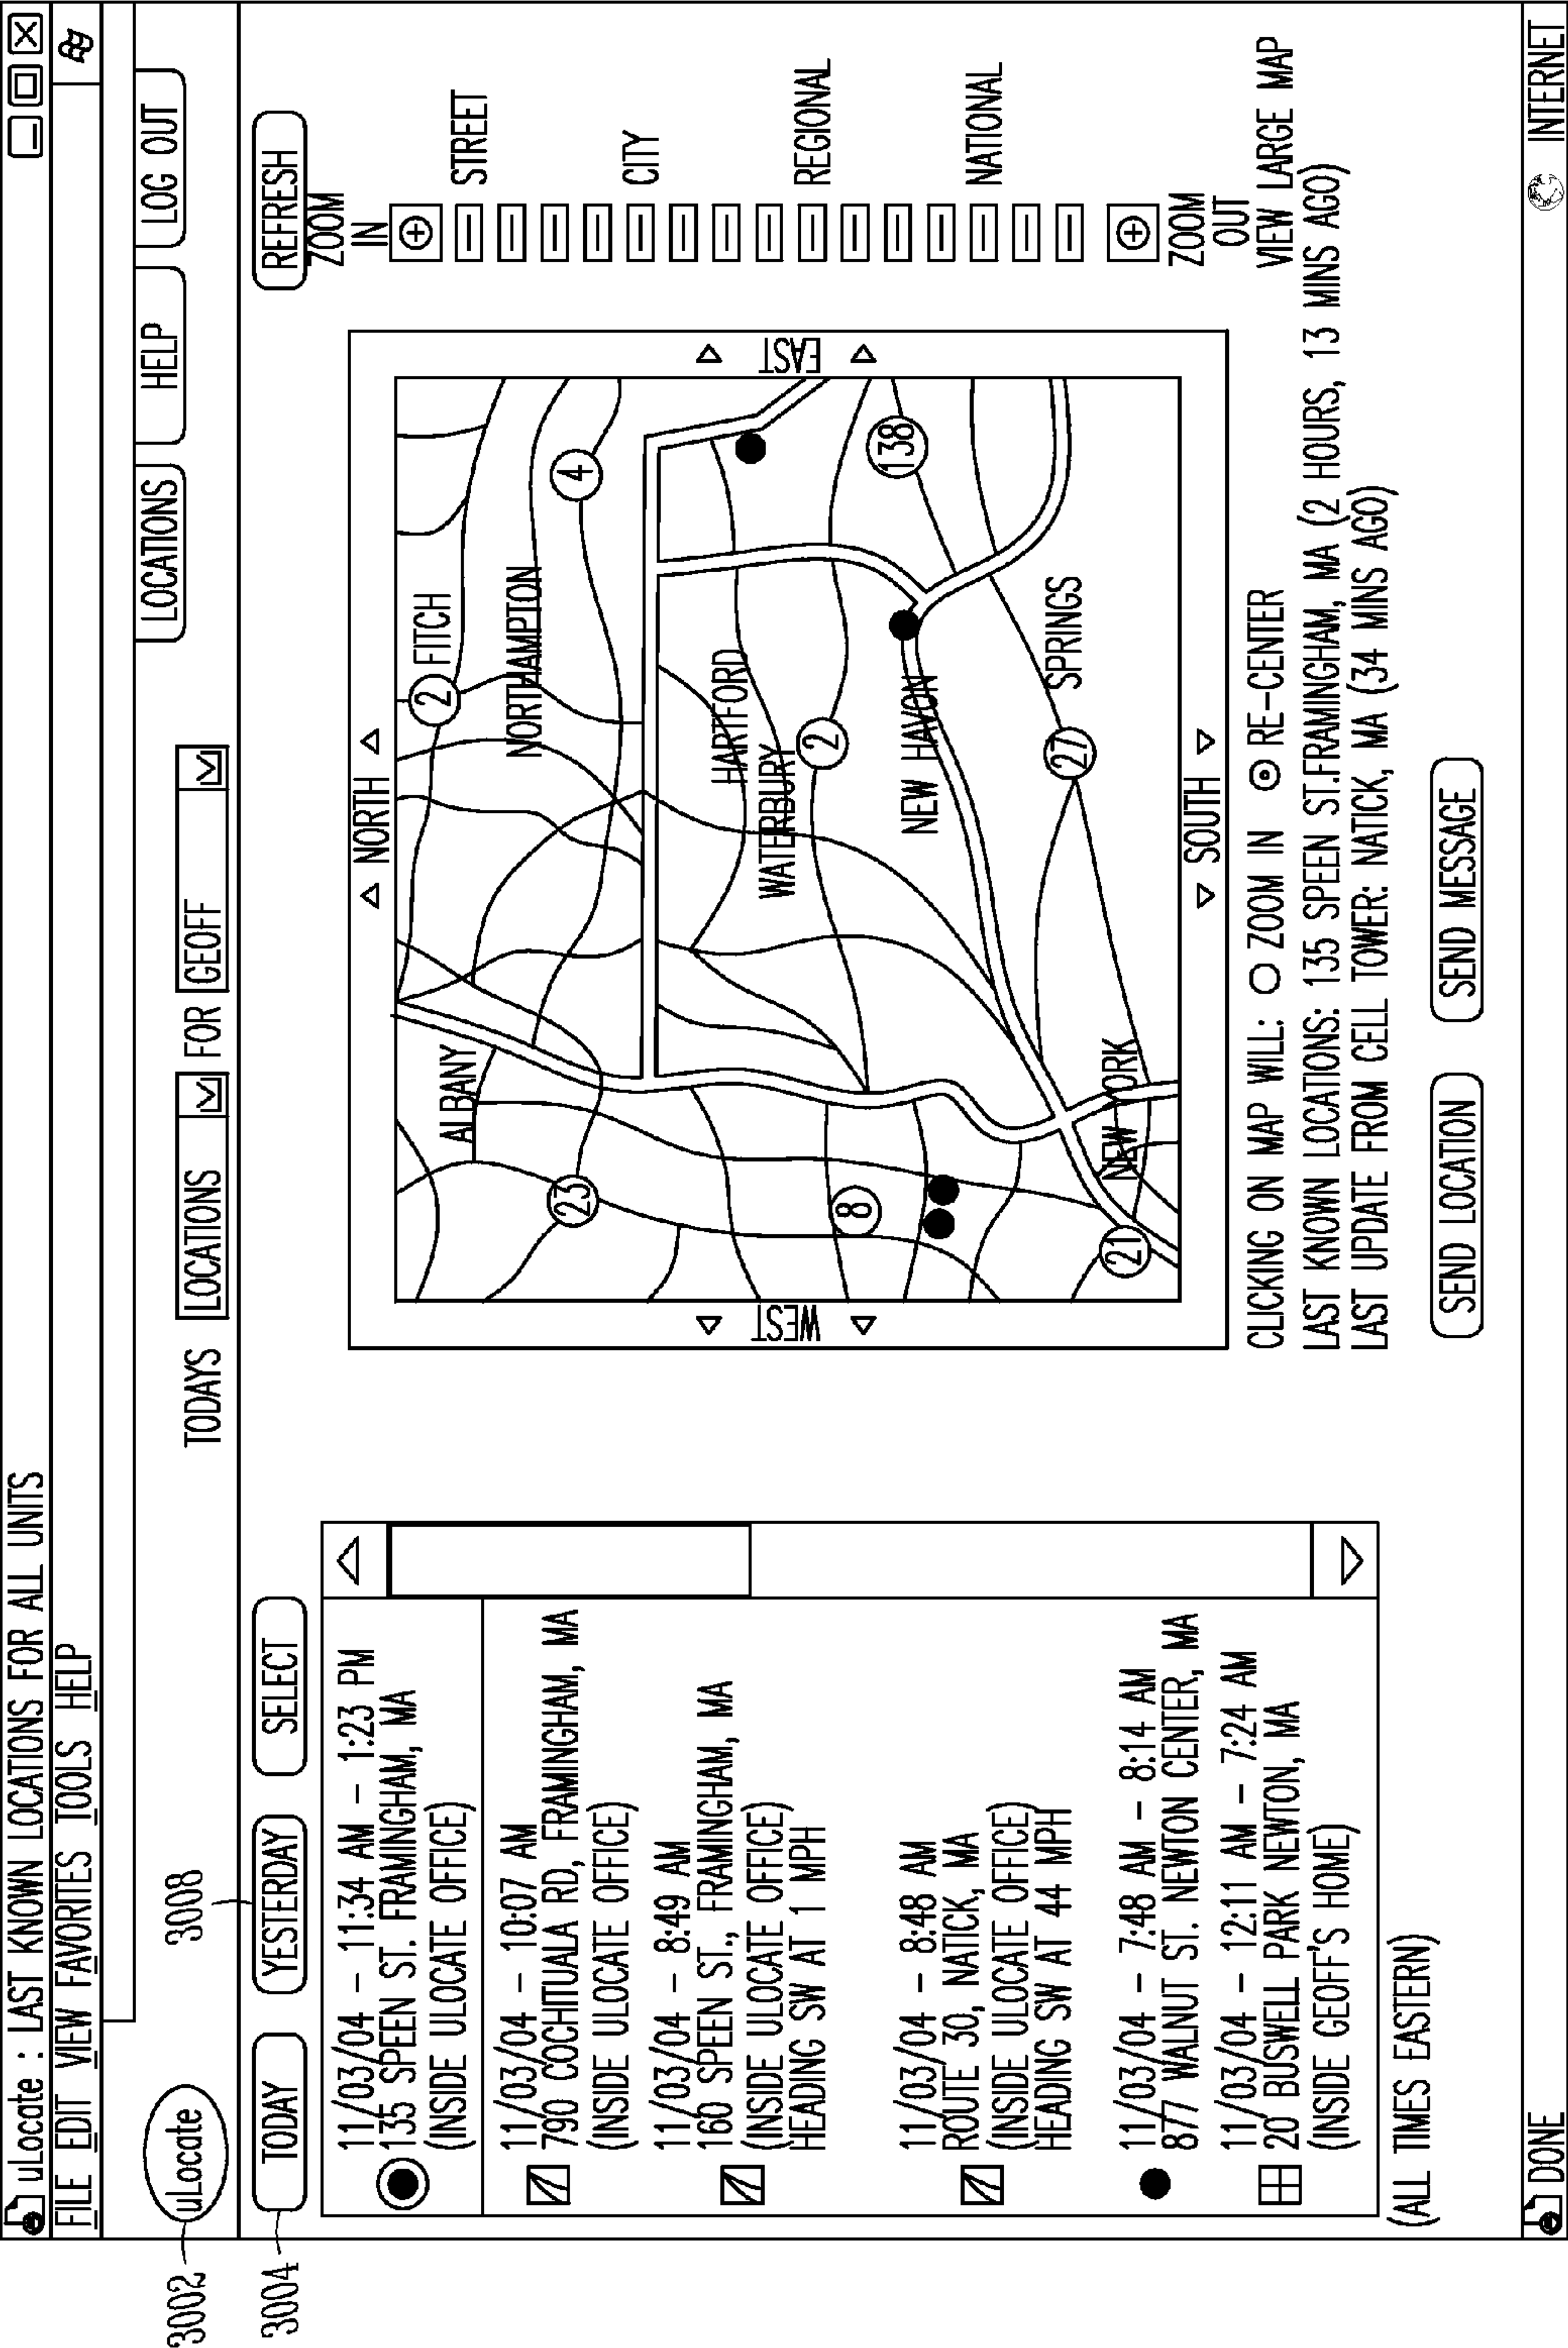 uLocate : LAST KNOWN LOCATIONS FOR ALL UNITS
FILE EDIT VIEW FAVORITES TOOLS HELP
3002
uLocate
3008
LOCATIONS
HELP
LOG OUT
TODAYS LOCATIONS FOR GEOFF
3004
TODAY
YESTERDAY
SELECT
REFRESH
11/03/04 - 11:34 AM - 1:23 PM
135 SPEEN ST. FRAMINGHAM, MA
(INSIDE ULOCATE OFFICE)
11/03/04 - 10:07 AM
790 COCHITUALA RD, FRAMINGHAM, MA
(INSIDE ULOCATE OFFICE)
11/03/04 - 8:49 AM
160 SPEEN ST., FRAMINGHAM, MA
(INSIDE ULOCATE OFFICE)
HEADING SW AT 1 MPH
11/03/04 - 8:48 AM
ROUTE 30, NATICK, MA
(INSIDE ULOCATE OFFICE)
HEADING SW AT 44 MPH
11/03/04 - 7:48 AM - 8:14 AM
877 WALNUT ST. NEWTON CENTER, MA
11/03/04 - 12:11 AM - 7:24 AM
20 BUSWELL PARK NEWTON, MA
(INSIDE GEOFF'S HOME)
(ALL TIMES EASTERN)
NORTH
WEST
EAST
SOUTH
2
FITCH
ALBANY
NORTHAMPTON
4
23
HARTFORD
WATERBURY
2
8
138
NEW HAVON
SPRINGS
27
NEW YORK
21
ZOOM
IN
STREET
CITY
REGIONAL
NATIONAL
ZOOM
OUT
VIEW LARGE MAP
CLICKING ON MAP WILL: ZOOM IN RE-CENTER
LAST KNOWN LOCATIONS: 135 SPEEN ST.FRAMINGHAM, MA (2 HOURS, 13 MINS AGO)
LAST UPDATE FROM CELL TOWER: NATICK, MA (34 MINS AGO)
SEND LOCATION
SEND MESSAGE
DONE
INTERNET